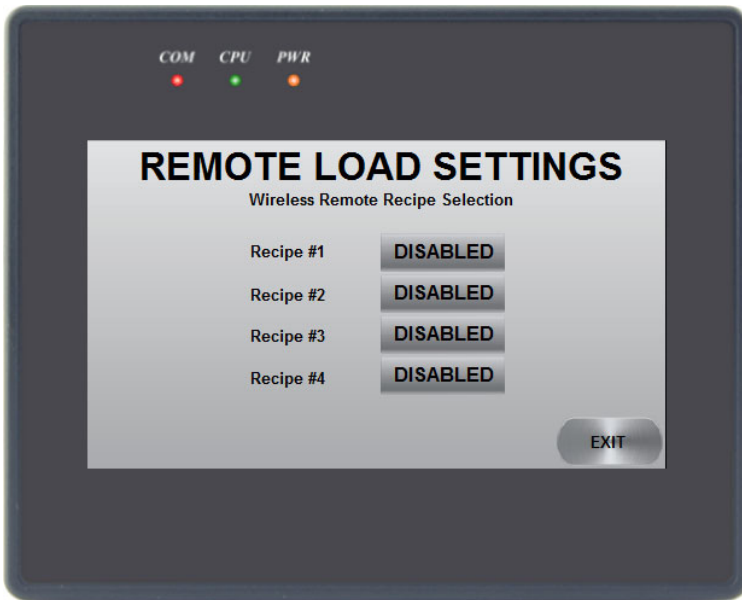 COM CPU PWR
REMOTE LOAD SETTINGS
Wireless Remote Recipe Selection
Recipe #1 DISABLED
Recipe #2 DISABLED
Recipe #3 DISABLED
Recipe #4 DISABLED
EXIT